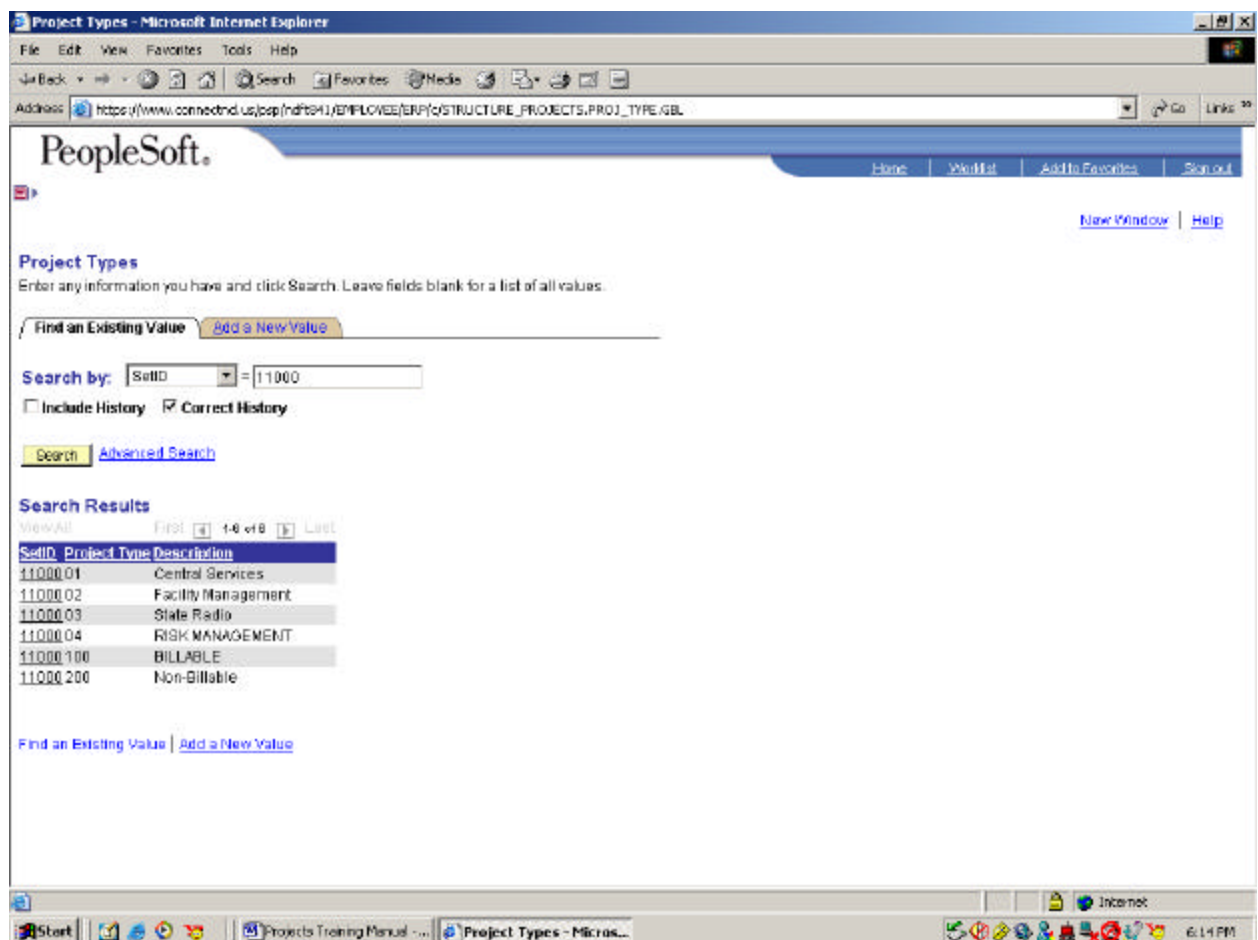 Project Types - Microsoft Internet Explorer
File Edit View Favorites Tools Help
Back Search Favorites Media
Address https://www.connectnd.us/psp/ndft841/EMPLOYEE/ERP/c/STRUCTURE_PROJECTS.PROJ_TYPE.GBL Go Links »
PeopleSoft.
Home Worklist Add to Favorites Sign out
New Window | Help
Project Types
Enter any information you have and click Search. Leave fields blank for a list of all values.
Find an Existing Value Add a New Value
Search by: SetID = 11000
Include History Correct History
Search Advanced Search
Search Results
View All First 1-6 of 6 Last
SetID Project Type Description
11000 01 Central Services
11000 02 Facility Management
11000 03 State Radio
11000 04 RISK MANAGEMENT
11000 100 BILLABLE
11000 200 Non-Billable
Find an Existing Value | Add a New Value
Internet
Start Projects Training Manual -... Project Types - Micros... 6:14 PM